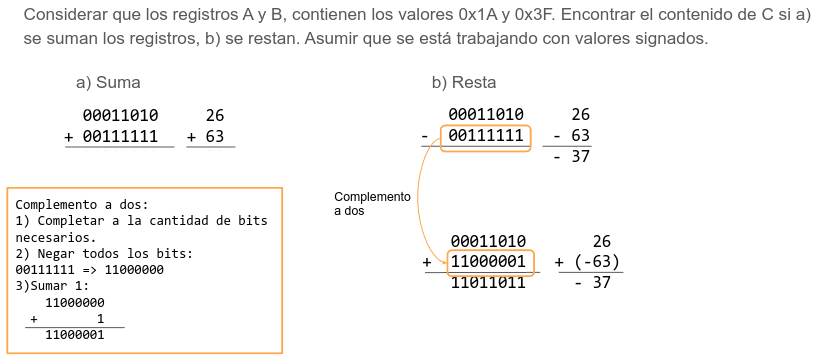 Considerar que los registros A y B, contienen los valores 0x1A y 0x3F. Encontrar el contenido de C si a)
se suman los registros, b) se restan. Asumir que se está trabajando con valores signados.
a) Suma
00011010 26
+ 00111111 + 63
b) Resta
00011010 26
- 00111111 - 63
- 37
Complemento
a dos
00011010 26
+ 11000001 + (-63)
11011011 - 37
Complemento a dos:
1) Completar a la cantidad de bits
necesarios.
2) Negar todos los bits:
00111111 => 11000000
3)Sumar 1:
11000000
+ 1
11000001